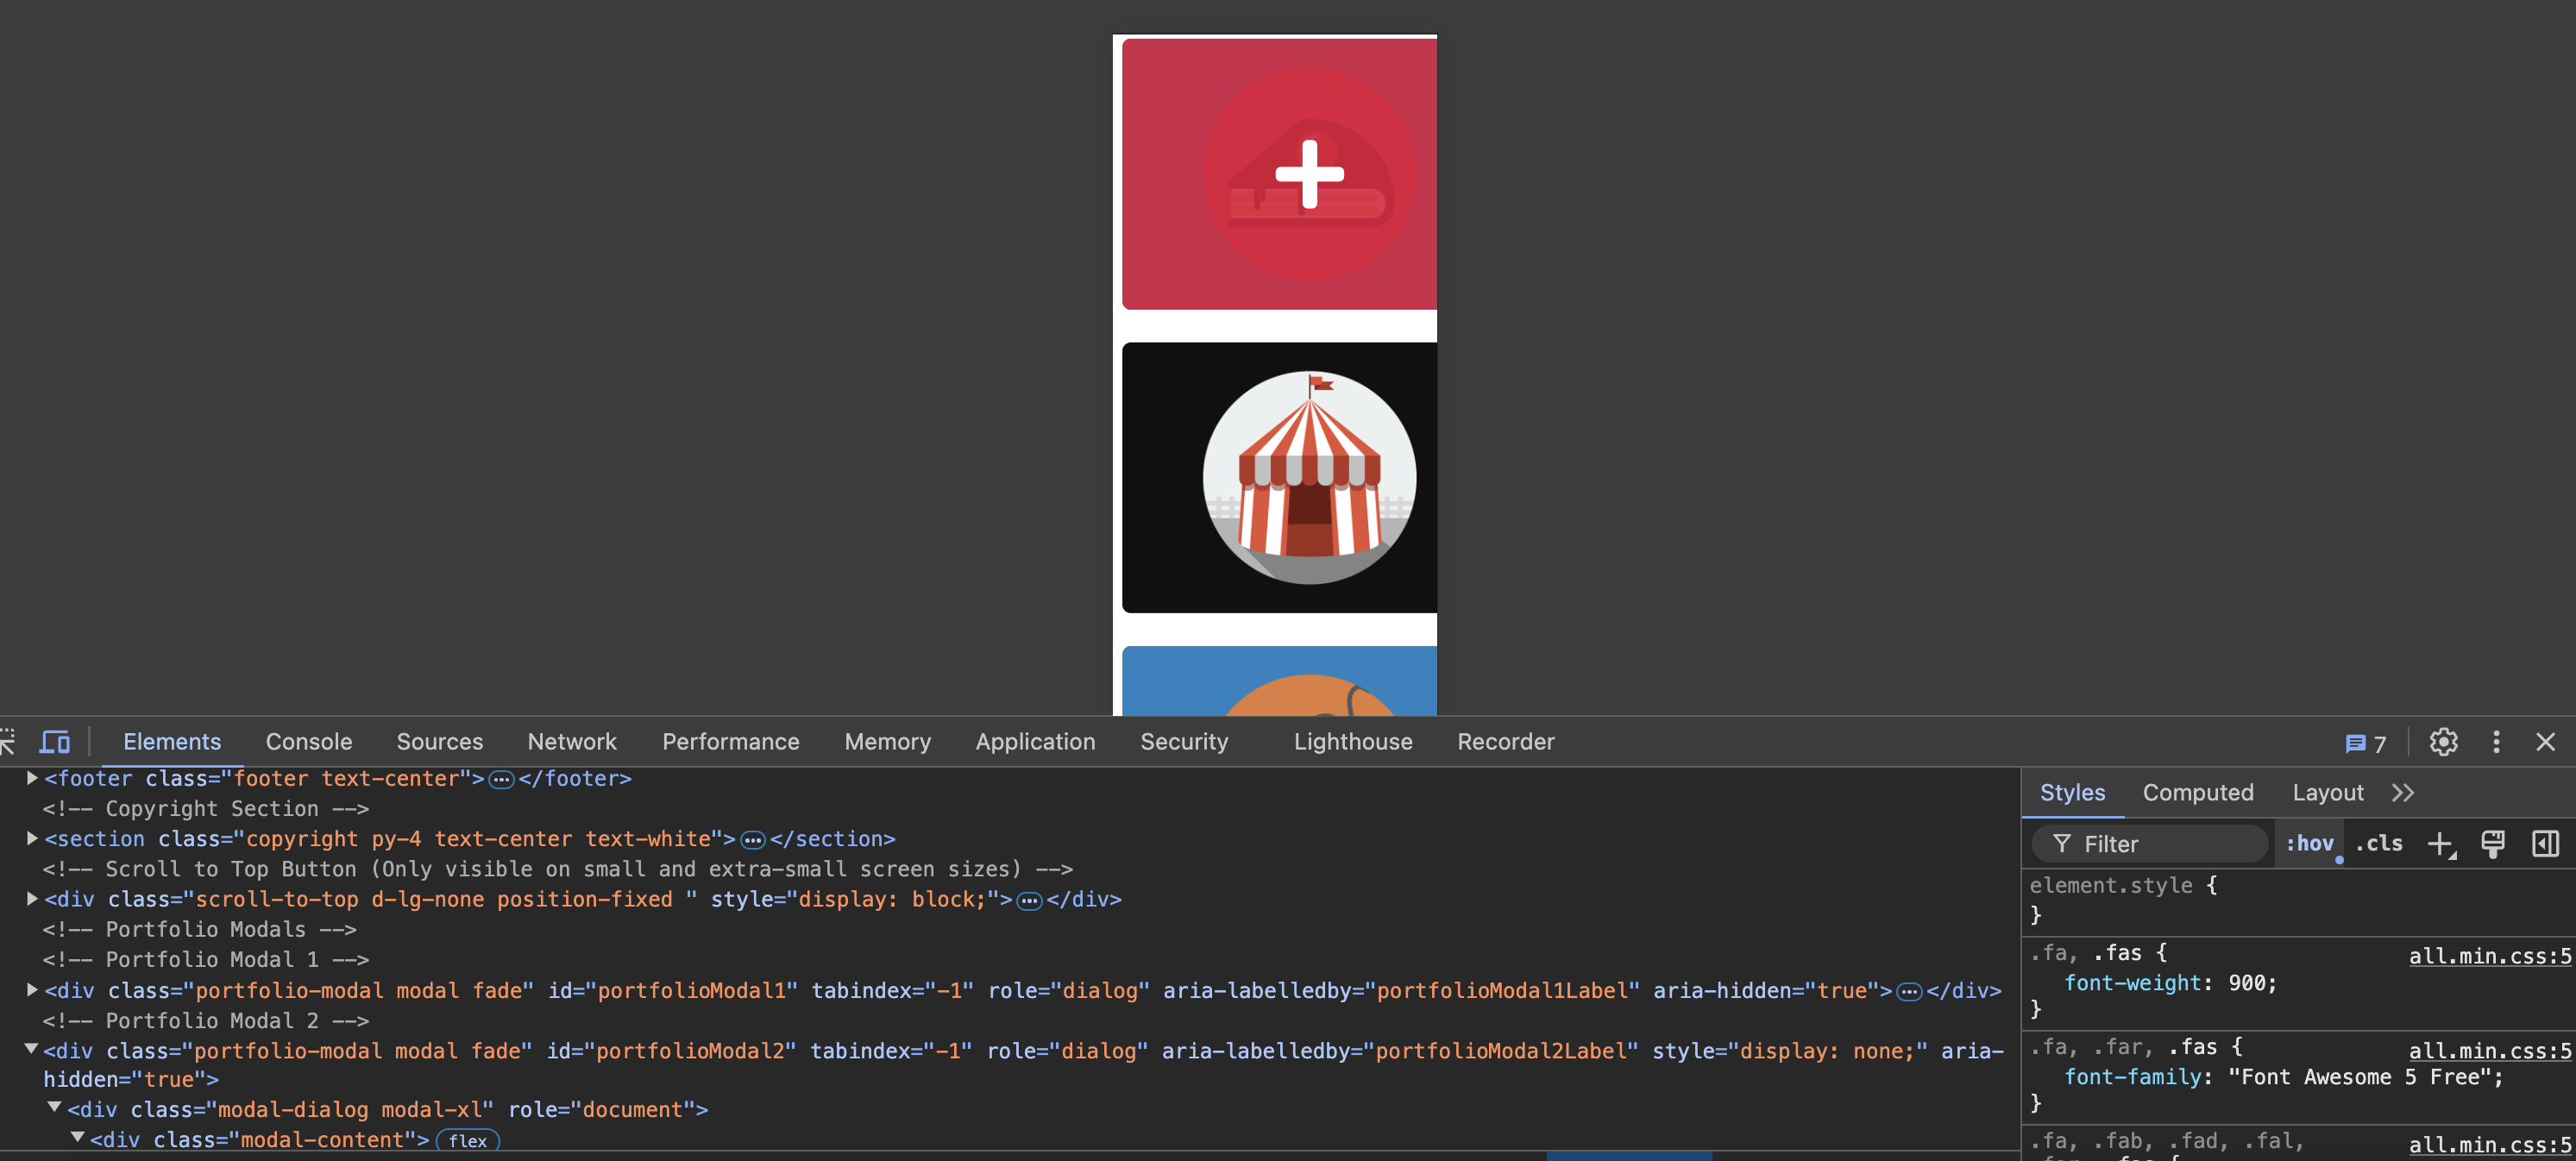 Elements Console Sources Network Performance Memory Application Security Lighthouse Recorder 7
<footer class="footer text-center">…</footer>
<!-- Copyright Section -->
<section class="copyright py-4 text-center text-white">…</section>
<!-- Scroll to Top Button (Only visible on small and extra-small screen sizes) -->
<div class="scroll-to-top d-lg-none position-fixed " style="display: block;">…</div>
<!-- Portfolio Modals -->
<!-- Portfolio Modal 1 -->
<div class="portfolio-modal modal fade" id="portfolioModal1" tabindex="-1" role="dialog" aria-labelledby="portfolioModal1Label" aria-hidden="true">…</div>
<!-- Portfolio Modal 2 -->
<div class="portfolio-modal modal fade" id="portfolioModal2" tabindex="-1" role="dialog" aria-labelledby="portfolioModal2Label" style="display: none;" aria-
hidden="true">
<div class="modal-dialog modal-xl" role="document">
<div class="modal-content"> flex
Styles Computed Layout
Filter :hov .cls
element.style {
}
.fa, .fas { all.min.css:5
font-weight: 900;
}
.fa, .far, .fas { all.min.css:5
font-family: "Font Awesome 5 Free";
}
.fa, .fab, .fad, .fal, all.min.css:5